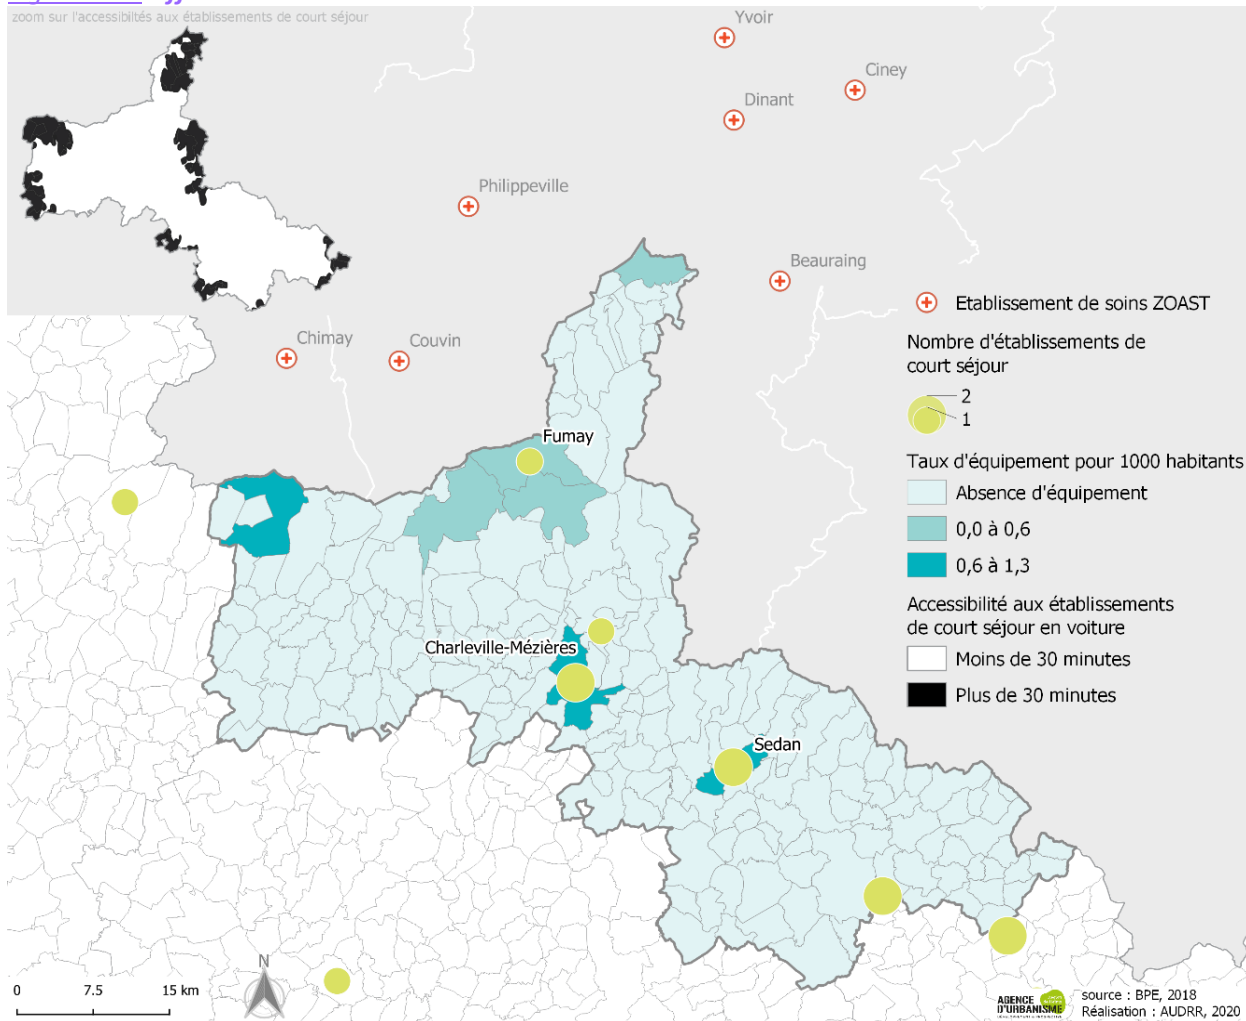 zoom sur l'accessibiltés aux établissements de court séjour
Yvoir
Ciney
Dinant
Philippeville
Beauraing
Chimay
Couvin
Fumay
Charleville-Mézières
Sedan
Etablissement de soins ZOAST
Nombre d'établissements de
court séjour
2
1
Taux d'équipement pour 1000 habitants
Absence d'équipement
0,0 à 0,6
0,6 à 1,3
Accessibilité aux établissements
de court séjour en voiture
Moins de 30 minutes
Plus de 30 minutes
N
0 7.5 15 km
AGENCE
D'URBANISME
source : BPE, 2018
Réalisation : AUDRR, 2020